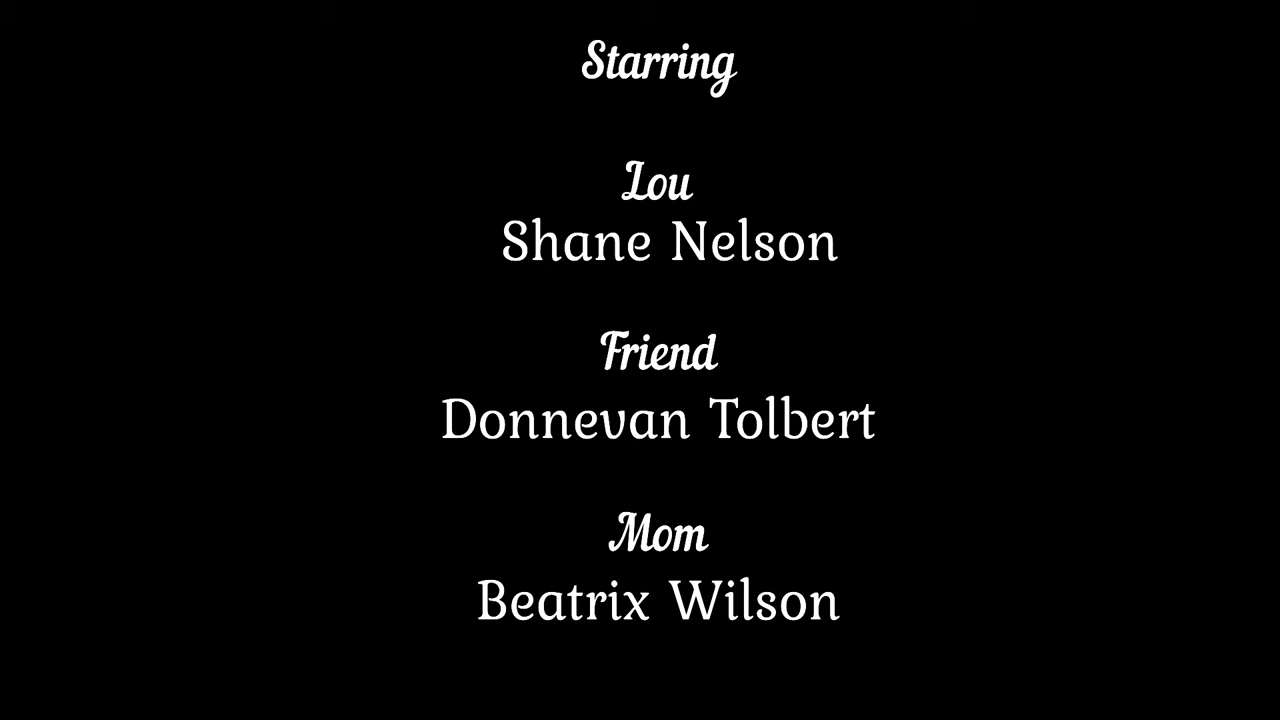 Starring
Lou
Shane Nelson
Friend
Donnevan Tolbert
Mom
Beatrix Wilson